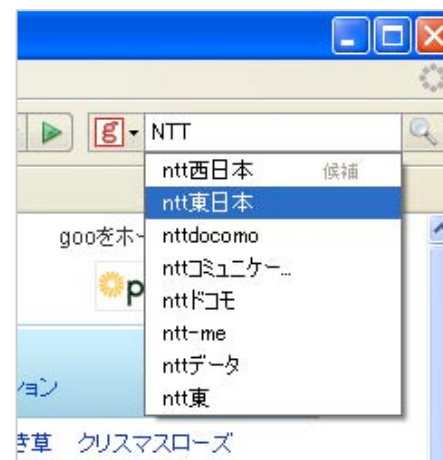 g NTT
ntt西日本 候補
ntt東日本
nttdocomo
nttコミュニケー...
nttドコモ
ntt-me
nttデータ
ntt東
gooをホー
p
ション
き草 クリスマスローズ